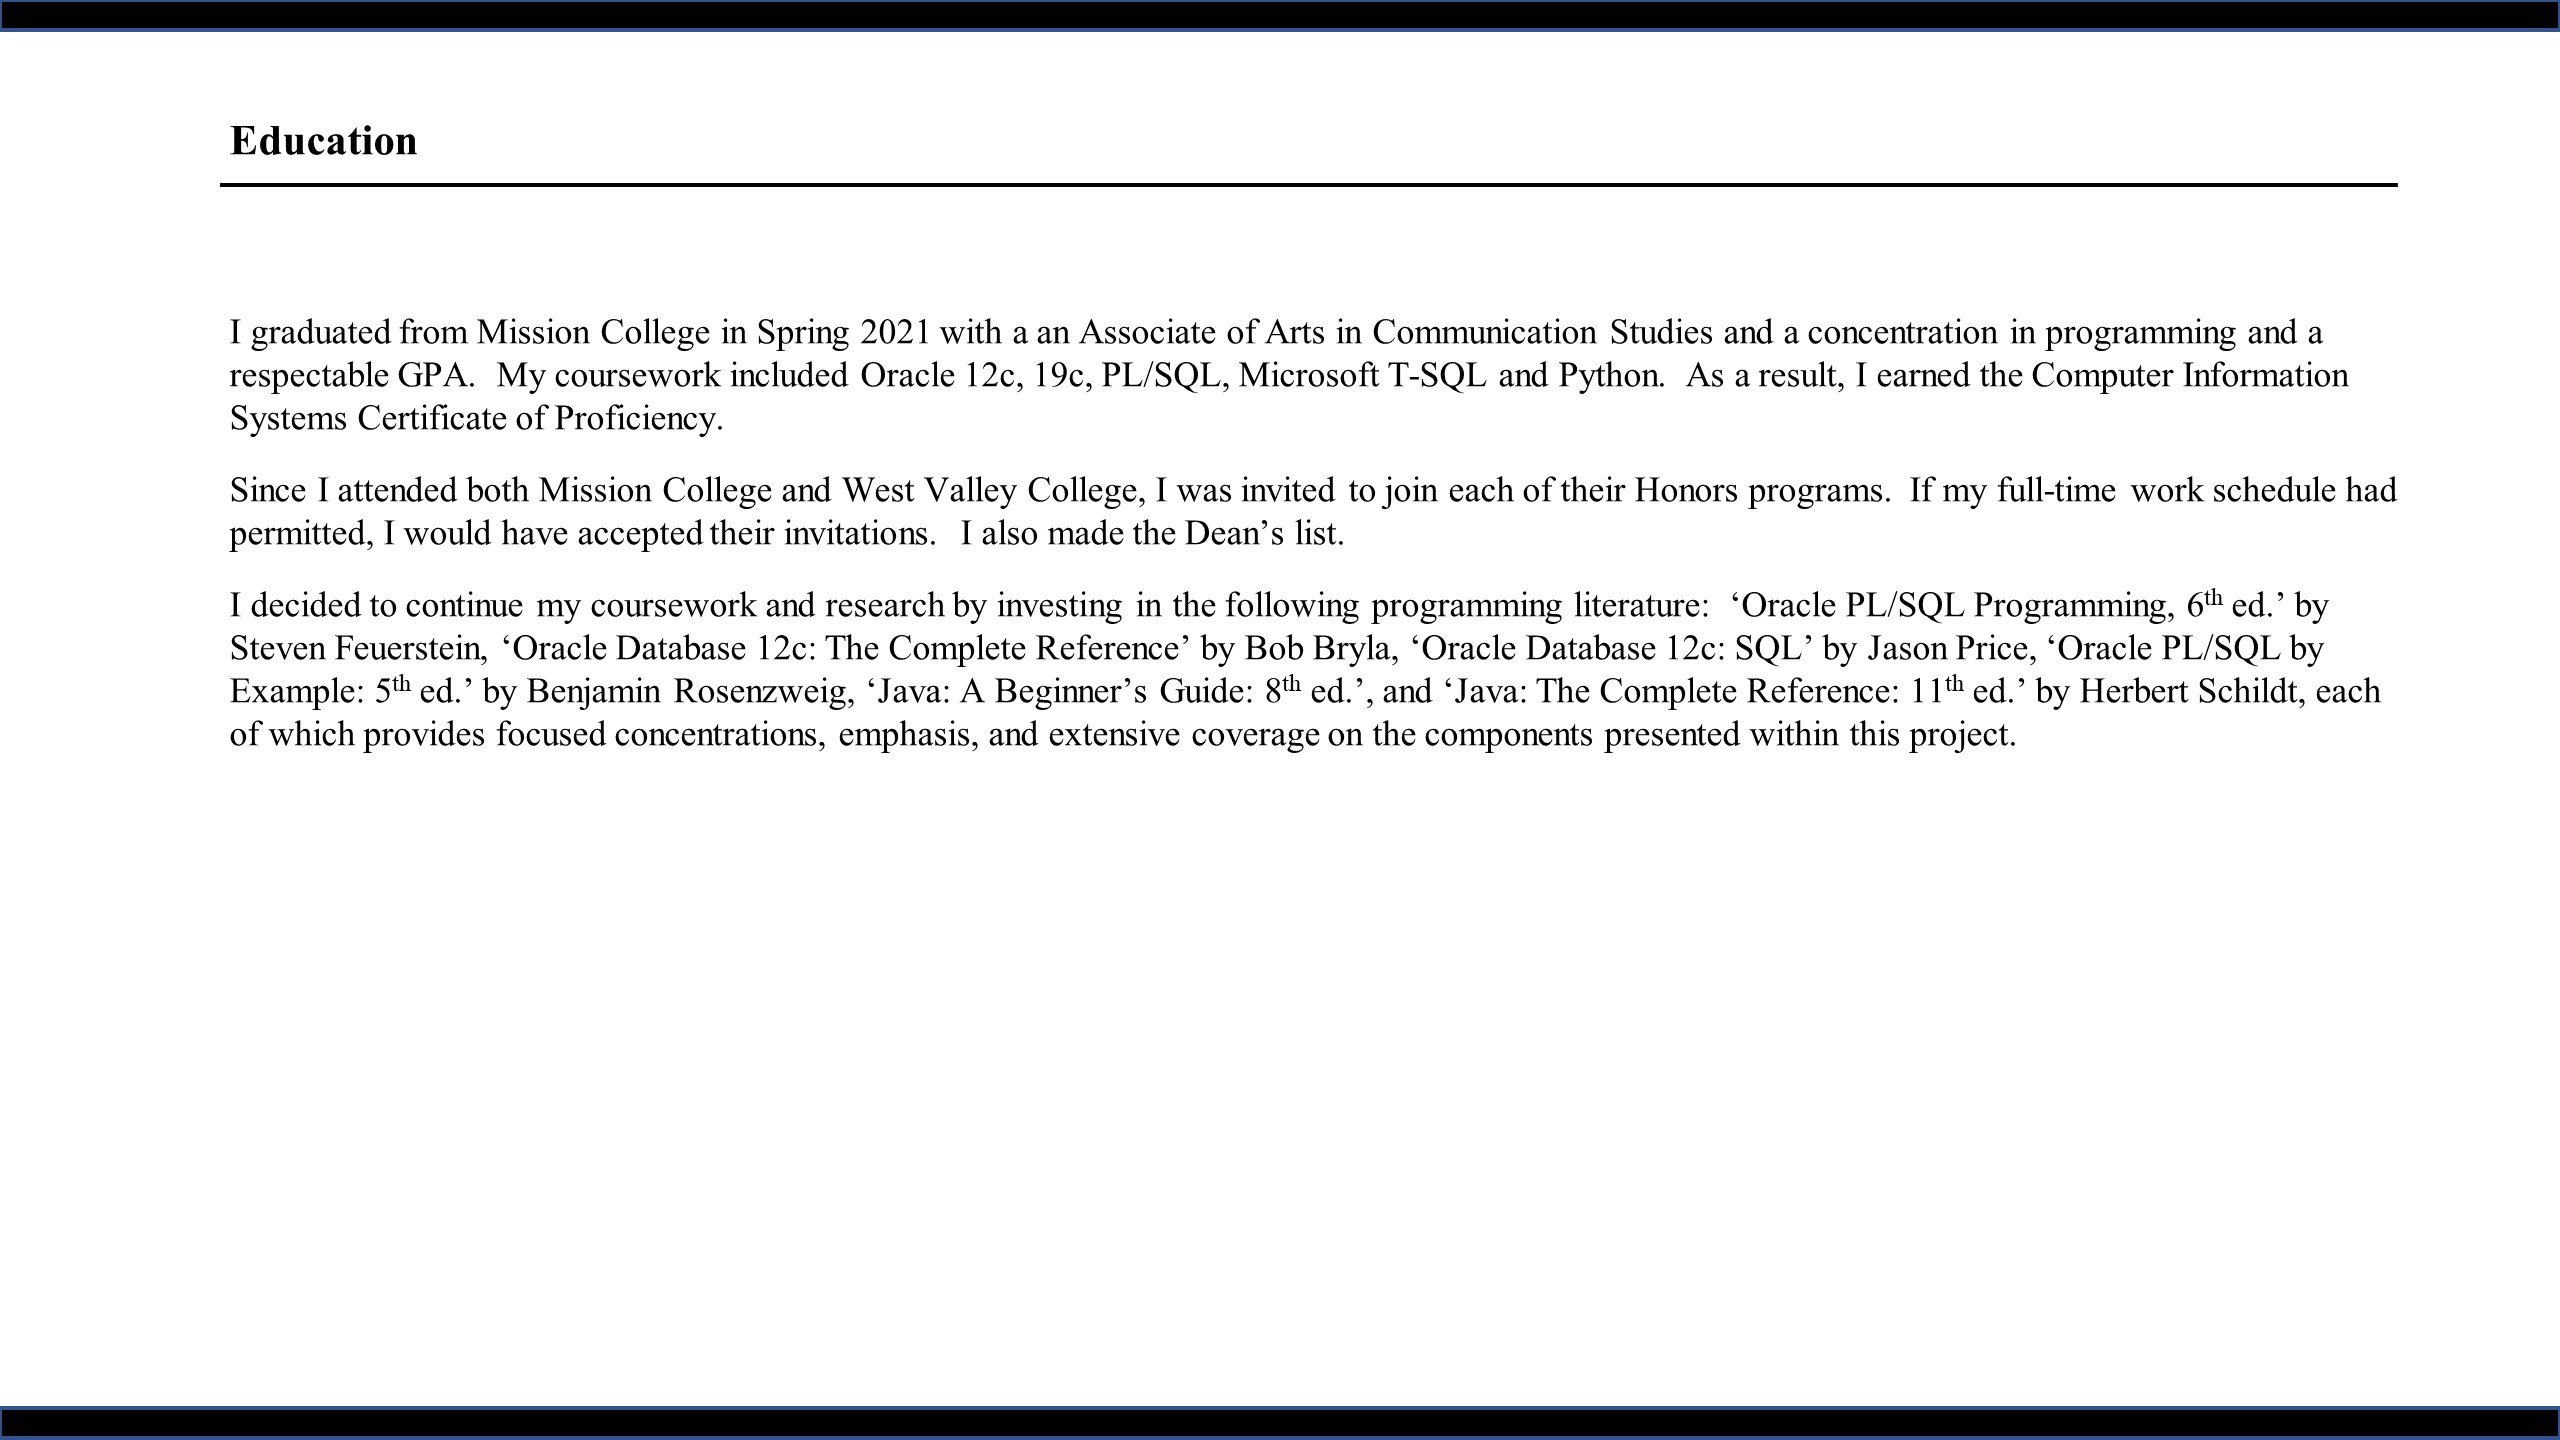 Education
I graduated from Mission College in Spring 2021 with a an Associate of Arts in Communication Studies and a concentration in programming and a
respectable GPA.  My coursework included Oracle 12c, 19c, PL/SQL, Microsoft T-SQL and Python.  As a result, I earned the Computer Information
Systems Certificate of Proficiency.
Since I attended both Mission College and West Valley College, I was invited to join each of their Honors programs.  If my full-time work schedule had
permitted, I would have accepted their invitations.  I also made the Dean’s list.
I decided to continue my coursework and research by investing in the following programming literature:  ‘Oracle PL/SQL Programming, 6th ed.’ by
Steven Feuerstein, ‘Oracle Database 12c: The Complete Reference’ by Bob Bryla, ‘Oracle Database 12c: SQL’ by Jason Price, ‘Oracle PL/SQL by
Example: 5th ed.’ by Benjamin Rosenzweig, ‘Java: A Beginner’s Guide: 8th ed.’, and ‘Java: The Complete Reference: 11th ed.’ by Herbert Schildt, each
of which provides focused concentrations, emphasis, and extensive coverage on the components presented within this project.